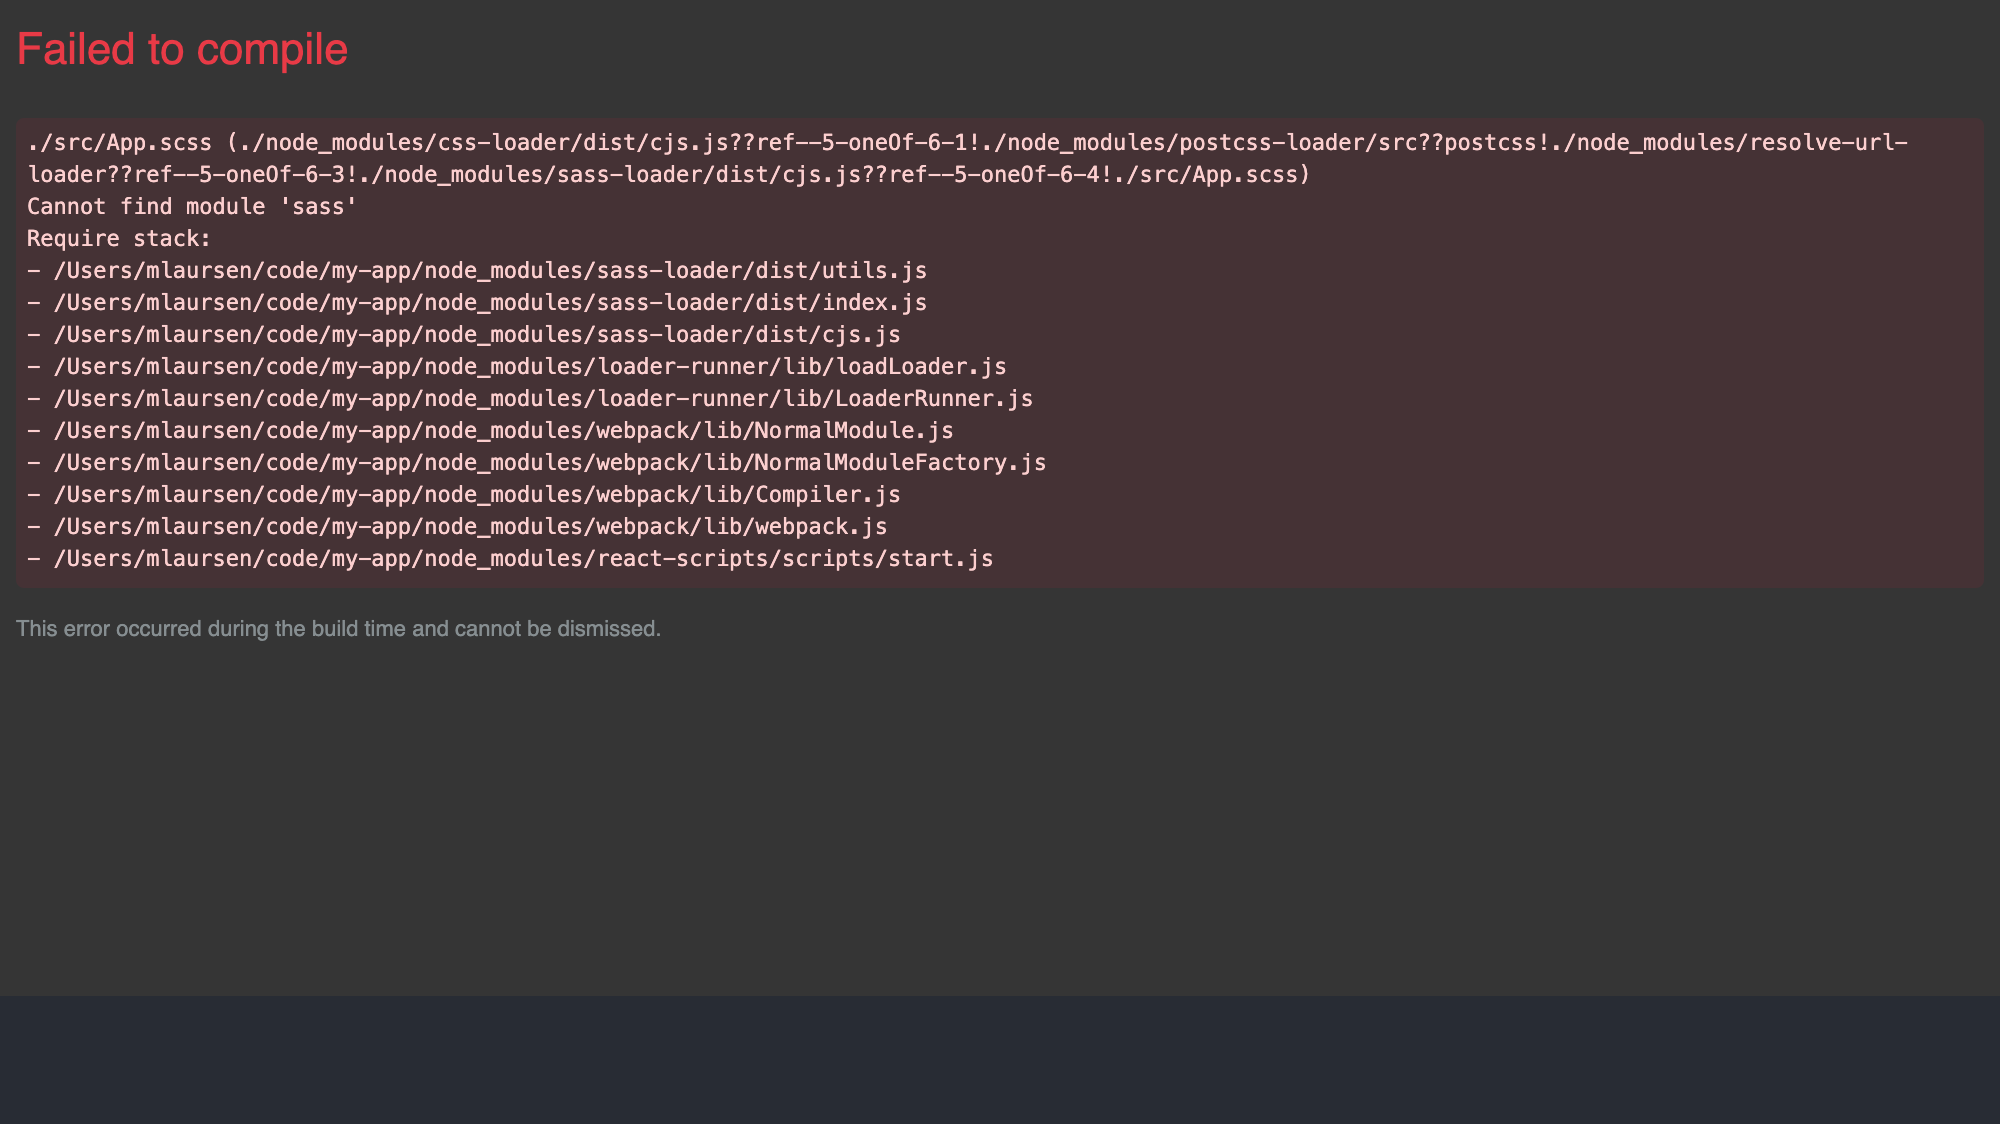 Failed to compile
./src/App.scss (./node_modules/css-loader/dist/cjs.js??ref--5-oneOf-6-1!./node_modules/postcss-loader/src??postcss!./node_modules/resolve-url-
loader??ref--5-oneOf-6-3!./node_modules/sass-loader/dist/cjs.js??ref--5-oneOf-6-4!./src/App.scss)
Cannot find module 'sass'
Require stack:
- /Users/mlaursen/code/my-app/node_modules/sass-loader/dist/utils.js
- /Users/mlaursen/code/my-app/node_modules/sass-loader/dist/index.js
- /Users/mlaursen/code/my-app/node_modules/sass-loader/dist/cjs.js
- /Users/mlaursen/code/my-app/node_modules/loader-runner/lib/loadLoader.js
- /Users/mlaursen/code/my-app/node_modules/loader-runner/lib/LoaderRunner.js
- /Users/mlaursen/code/my-app/node_modules/webpack/lib/NormalModule.js
- /Users/mlaursen/code/my-app/node_modules/webpack/lib/NormalModuleFactory.js
- /Users/mlaursen/code/my-app/node_modules/webpack/lib/Compiler.js
- /Users/mlaursen/code/my-app/node_modules/webpack/lib/webpack.js
- /Users/mlaursen/code/my-app/node_modules/react-scripts/scripts/start.js
This error occurred during the build time and cannot be dismissed.